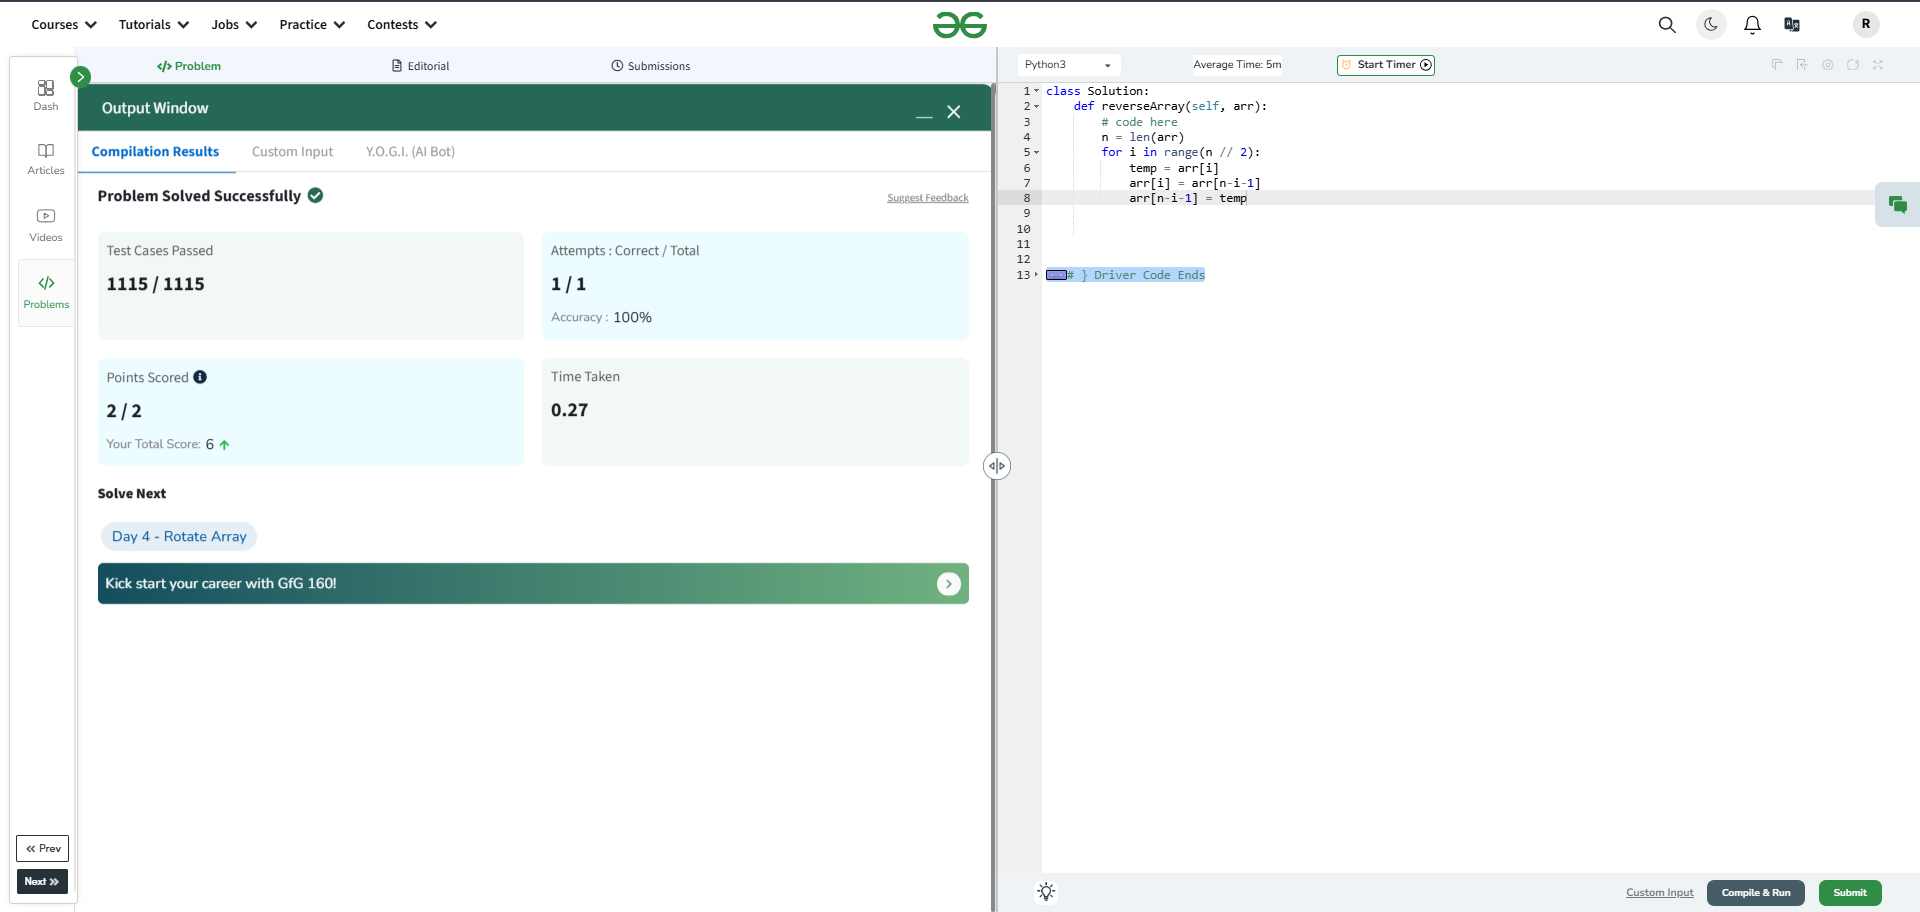 Courses Tutorials Jobs Practice Contests R
Dash
Articles
Videos
Problems
Prev
Next
Problem Editorial Submissions
Output Window
Compilation Results Custom Input Y.O.G.I. (AI Bot)
Problem Solved Successfully Suggest Feedback
Test Cases Passed
1115 / 1115
Attempts : Correct / Total
1 / 1
Accuracy : 100%
Points Scored
2 / 2
Your Total Score: 6
Time Taken
0.27
Solve Next
Day 4 - Rotate Array
Kick start your career with GfG 160!
Python3 Average Time: 5m Start Timer
1 class Solution:
2 def reverseArray(self, arr):
3 # code here
4 n = len(arr)
5 for i in range(n // 2):
6 temp = arr[i]
7 arr[i] = arr[n-i-1]
8 arr[n-i-1] = temp
9
10
11
12
13 # } Driver Code Ends
Custom Input Compile & Run Submit